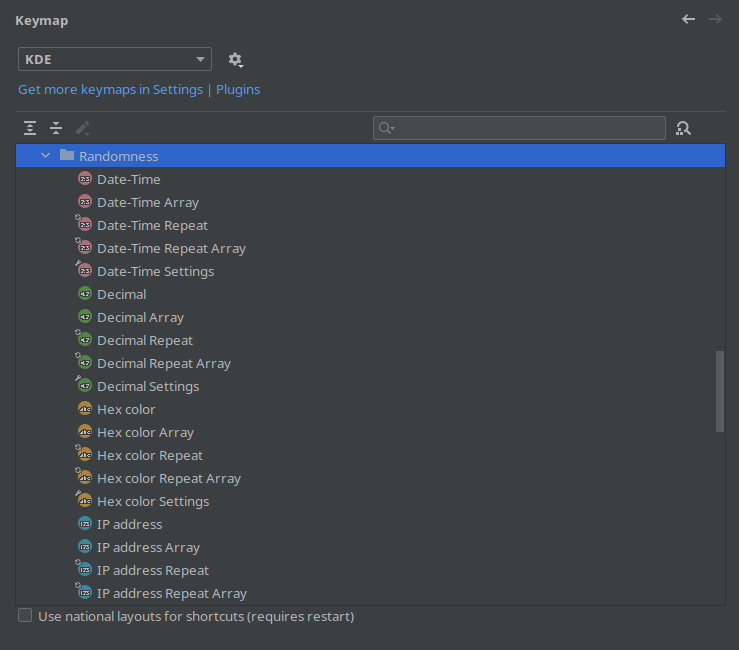 Keymap
KDE
Get more keymaps in Settings | Plugins
Randomness
Date-Time
Date-Time Array
Date-Time Repeat
Date-Time Repeat Array
Date-Time Settings
Decimal
Decimal Array
Decimal Repeat
Decimal Repeat Array
Decimal Settings
Hex color
Hex color Array
Hex color Repeat
Hex color Repeat Array
Hex color Settings
IP address
IP address Array
IP address Repeat
IP address Repeat Array
Use national layouts for shortcuts (requires restart)